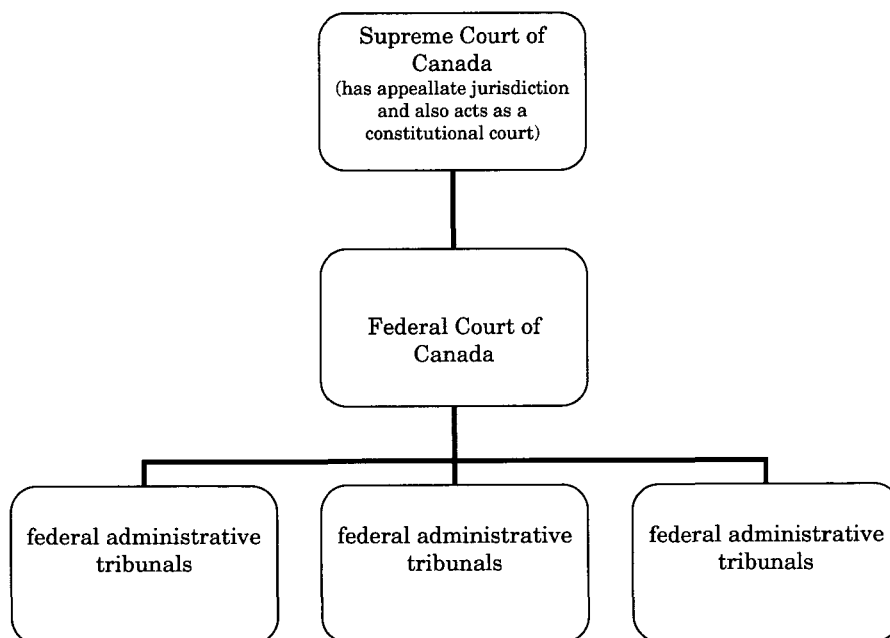 Supreme Court of
Canada
(has appeallate jurisdiction
and also acts as a
constitutional court)
Federal Court of
Canada
federal administrative
tribunals
federal administrative
tribunals
federal administrative
tribunals